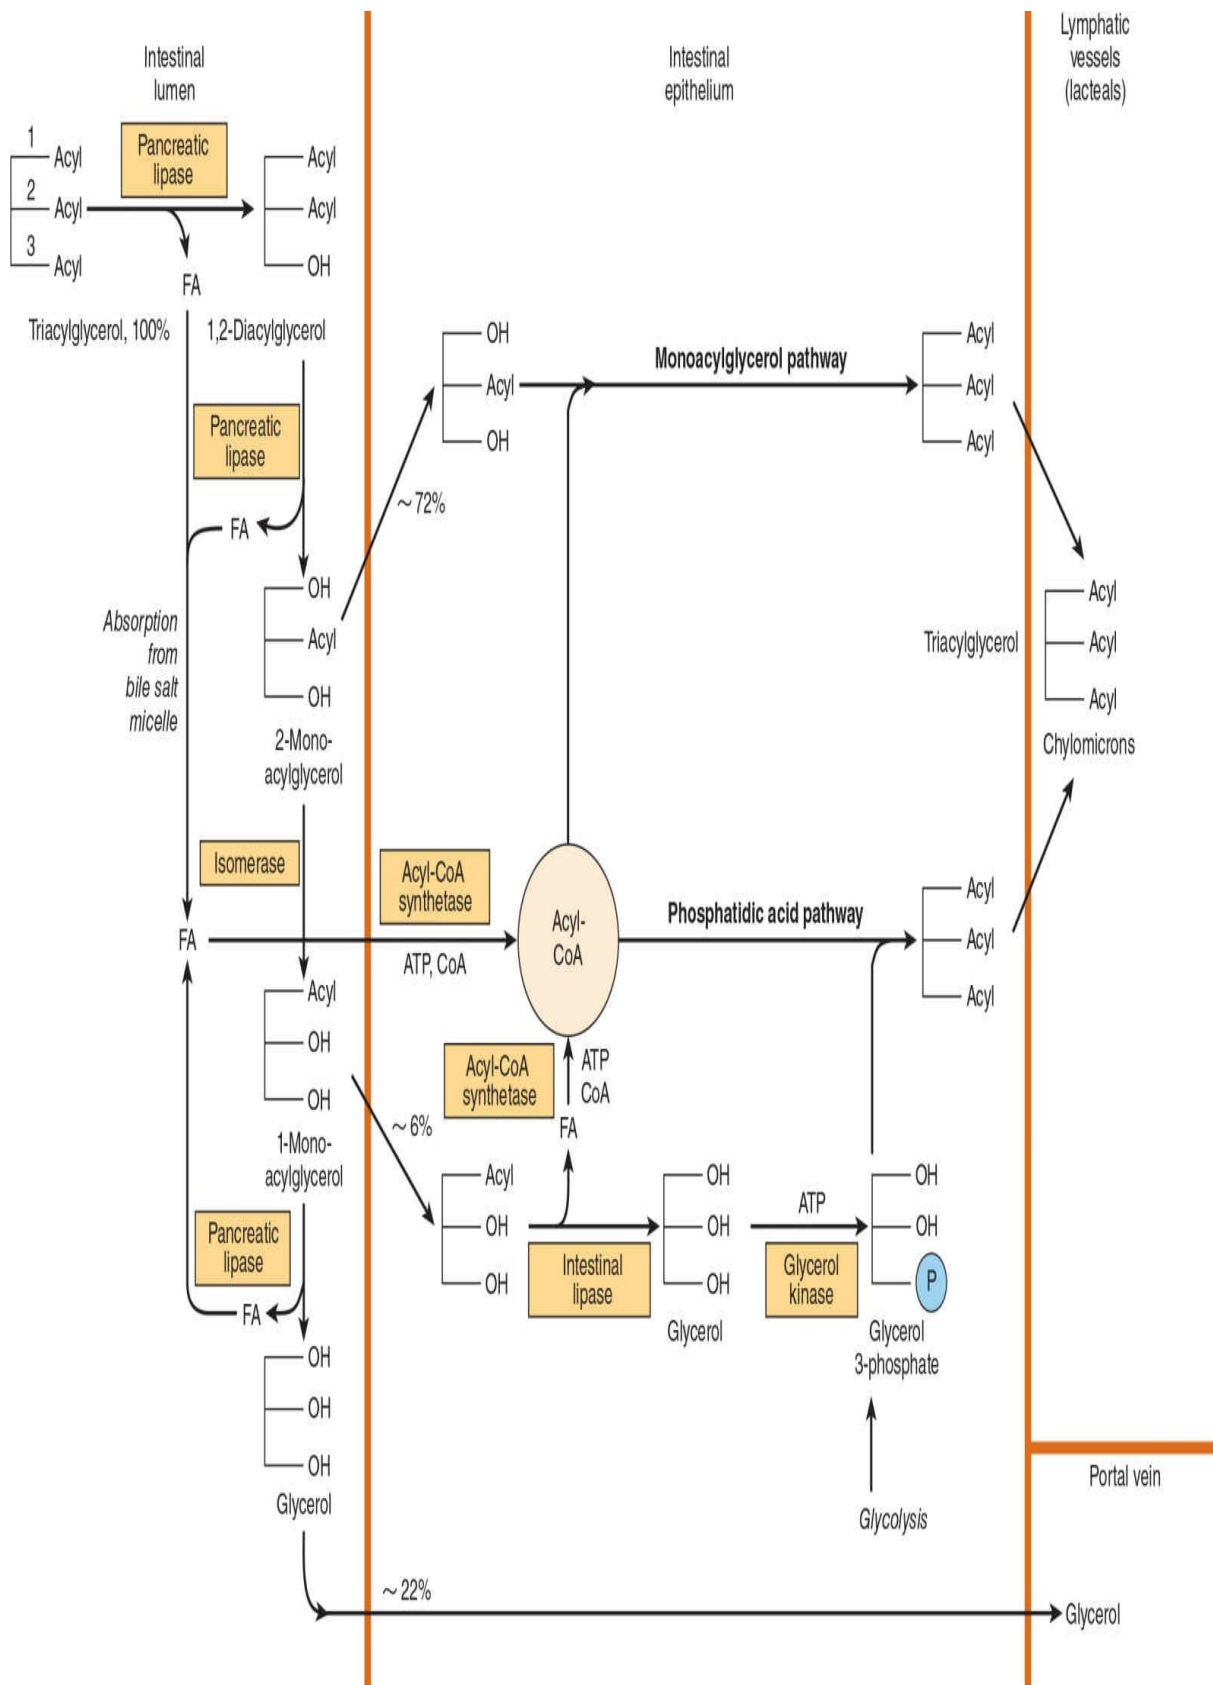 Intestinal
lumen
Intestinal
epithelium
Lymphatic
vessels
(lacteals)
1
Acyl
2
Acyl
3
Acyl
Pancreatic
lipase
Acyl
Acyl
OH
FA
Triacylglycerol, 100%
1,2-Diacylglycerol
Pancreatic
lipase
FA
OH
Acyl
OH
Monoacylglycerol pathway
Acyl
Acyl
Acyl
~72%
Absorption
from
bile salt
micelle
OH
Acyl
OH
2-Mono-
acylglycerol
Triacylglycerol
Acyl
Acyl
Acyl
Chylomicrons
Isomerase
Acyl-CoA
synthetase
FA
ATP, CoA
Acyl-
CoA
Phosphatidic acid pathway
Acyl
Acyl
Acyl
Acyl
OH
OH
1-Mono-
acylglycerol
Acyl-CoA
synthetase
ATP
CoA
FA
~6%
Acyl
OH
OH
Intestinal
lipase
OH
OH
OH
Glycerol
ATP
Glycerol
kinase
OH
OH
P
Glycerol
3-phosphate
Glycolysis
Pancreatic
lipase
FA
OH
OH
OH
Glycerol
Portal vein
~22%
Glycerol